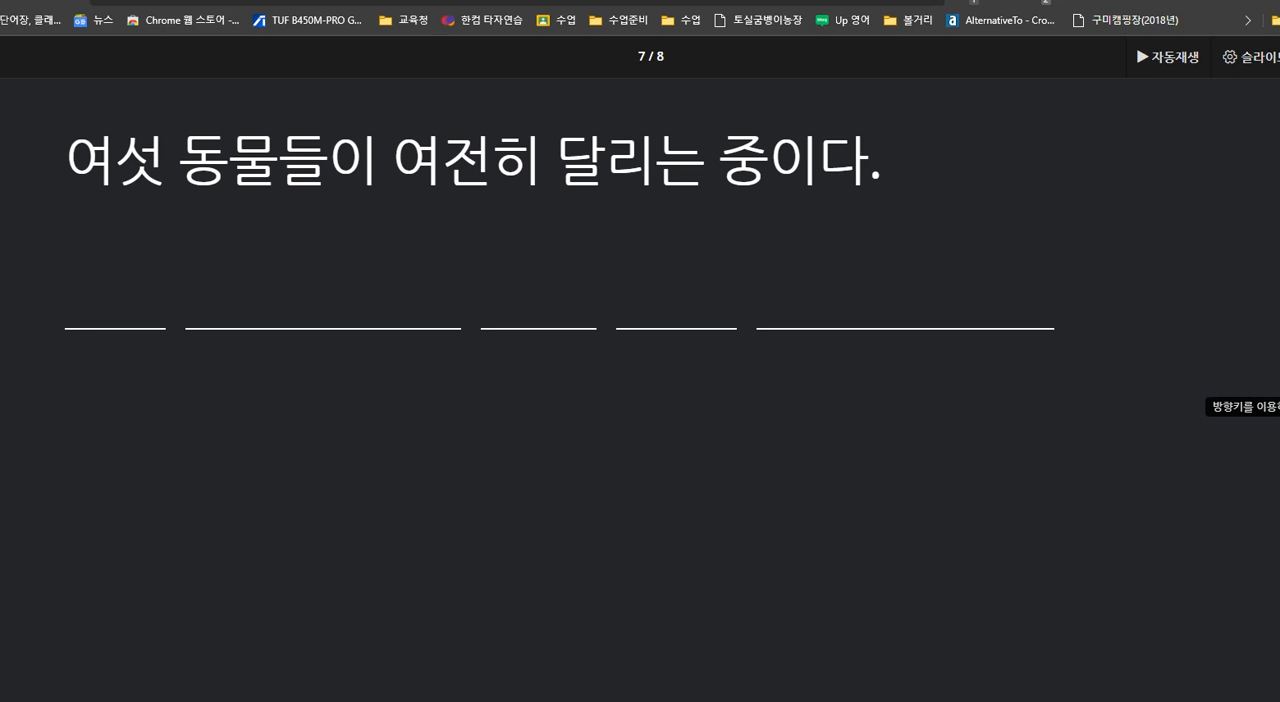 단어장, 클래... 뉴스 Chrome 웹 스토어 -... TUF B450M-PRO G... 교육청 한컴 타자연습 수업 수업준비 수업 토실굼벵이농장 Up 영어 볼거리 AlternativeTo - Cro... 구미캠핑장(2018년)
7 / 8 ▶ 자동재생 슬라이드
여섯 동물들이 여전히 달리는 중이다.
방향키를 이용하